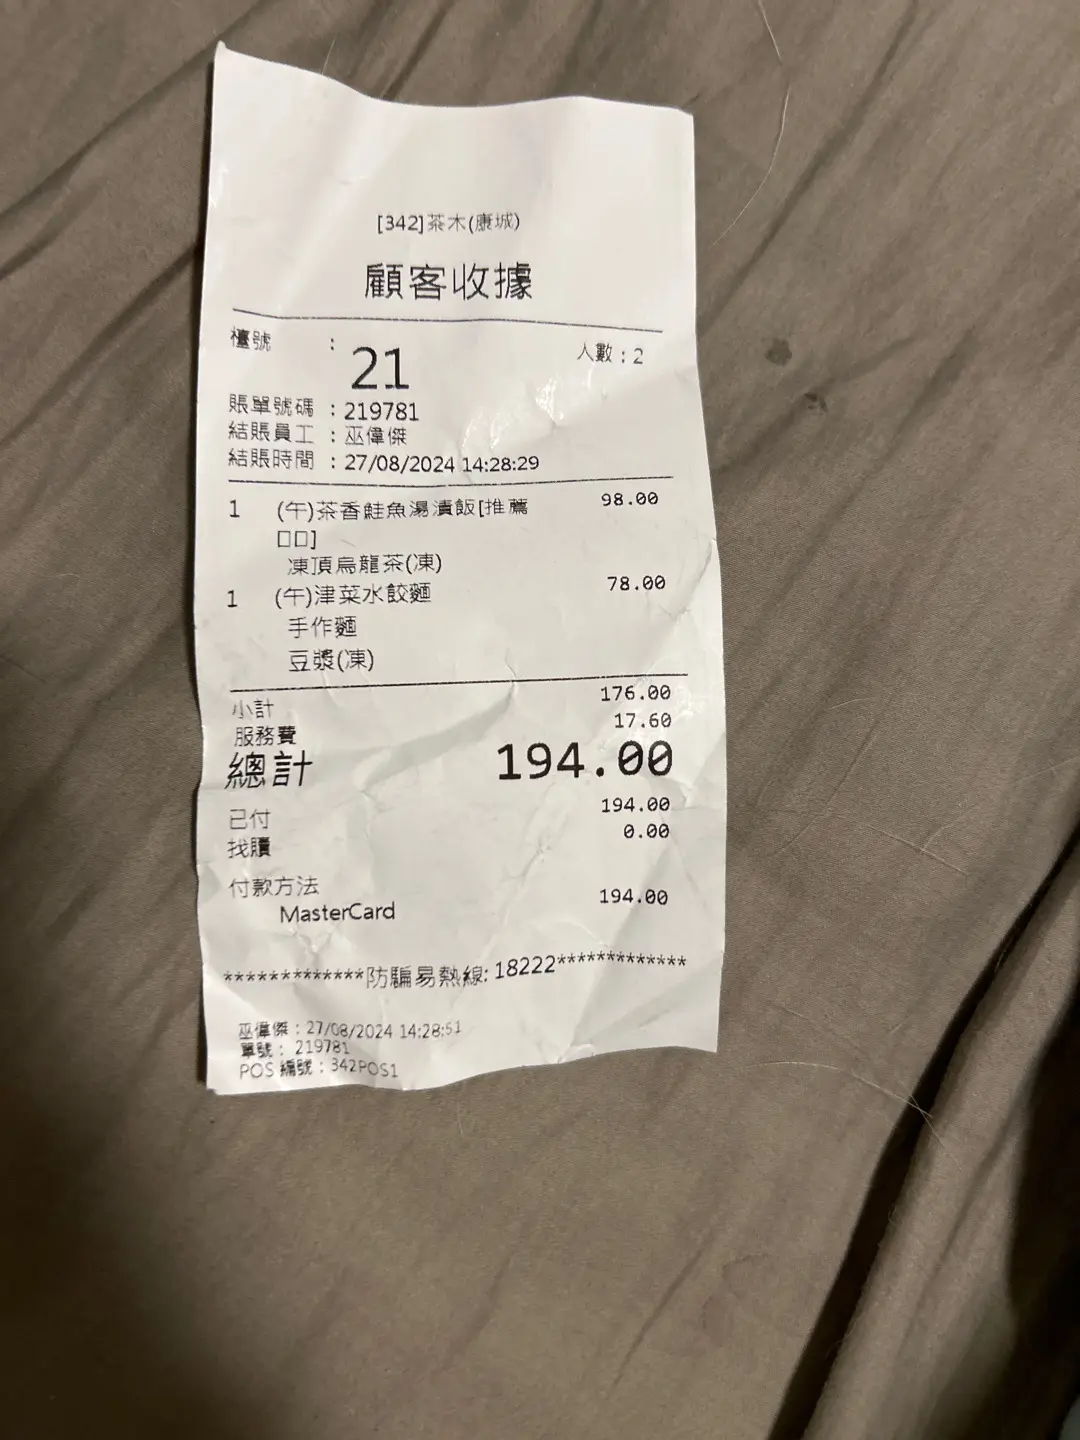 [342]茶木(康城)
顧客收據
檯號 : 21 人數 : 2
賬單號碼 : 219781
結賬員工 : 巫偉傑
結賬時間 : 27/08/2024 14:28:29
1 (午)茶香鮭魚湯漬飯[推薦 98.00
□□]
凍頂烏龍茶(凍)
1 (午)津菜水餃麵 78.00
手作麵
豆漿(凍)
小計 176.00
服務費 17.60
總計 194.00
已付 194.00
找贖 0.00
付款方法
MasterCard 194.00
*************防騙易熱線: 18222*************
巫偉傑 : 27/08/2024 14:28:51
單號 : 219781
POS 編號 : 342POS1